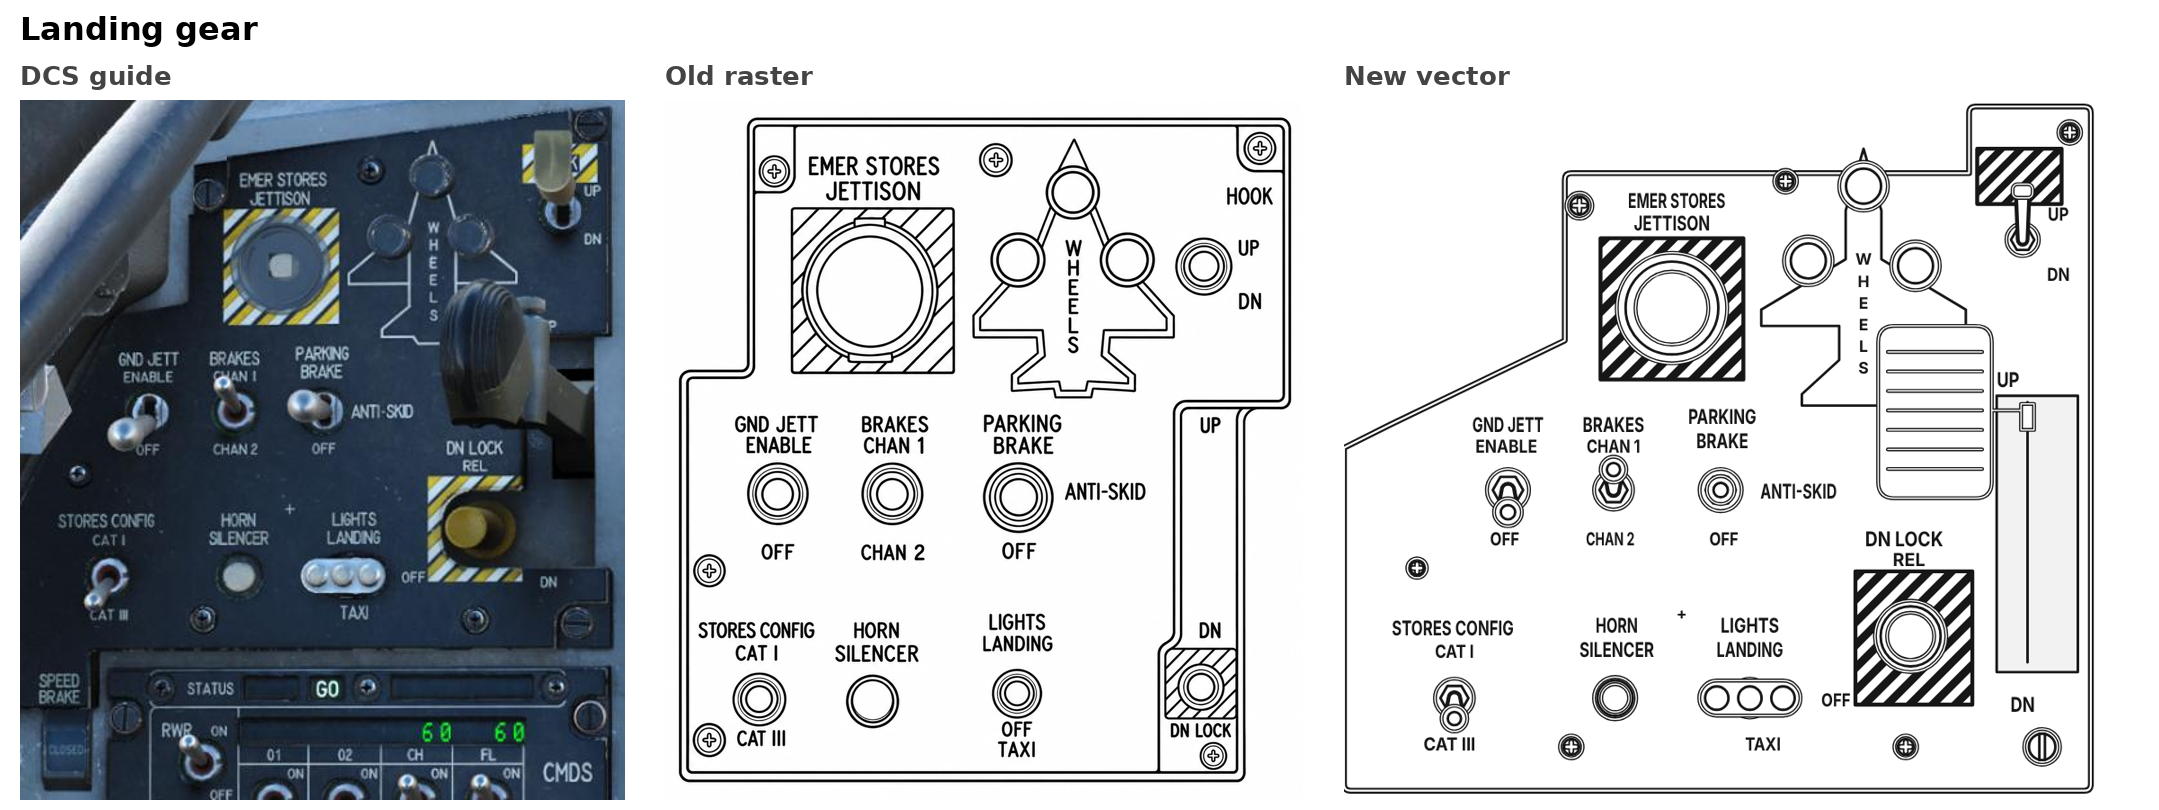 Landing gear
DCS guide
EMER STORES
JETTISON
UP
DN
WHEELS
GND JETT
ENABLE
OFF
BRAKES
CHAN 1
CHAN 2
PARKING
BRAKE
ANTI-SKID
OFF
DN LOCK
REL
STORES CONFIG
CAT I
CAT III
HORN
SILENCER
LIGHTS
LANDING
OFF
TAXI
DN
SPEED
BRAKE
CLOSED
STATUS
GO
RWR
ON
OFF
60
60
01
02
CH
FL
ON
ON
ON
ON
CMDS
Old raster
EMER STORES
JETTISON
WHEELS
HOOK
UP
DN
GND JETT
ENABLE
OFF
BRAKES
CHAN 1
CHAN 2
PARKING
BRAKE
ANTI-SKID
OFF
UP
STORES CONFIG
CAT I
CAT III
HORN
SILENCER
LIGHTS
LANDING
OFF
TAXI
DN
DN LOCK
New vector
EMER STORES
JETTISON
WHEELS
UP
DN
UP
GND JETT
ENABLE
OFF
BRAKES
CHAN 1
CHAN 2
PARKING
BRAKE
ANTI-SKID
OFF
DN LOCK
REL
STORES CONFIG
CAT I
CAT III
HORN
SILENCER
+
LIGHTS
LANDING
OFF
TAXI
DN